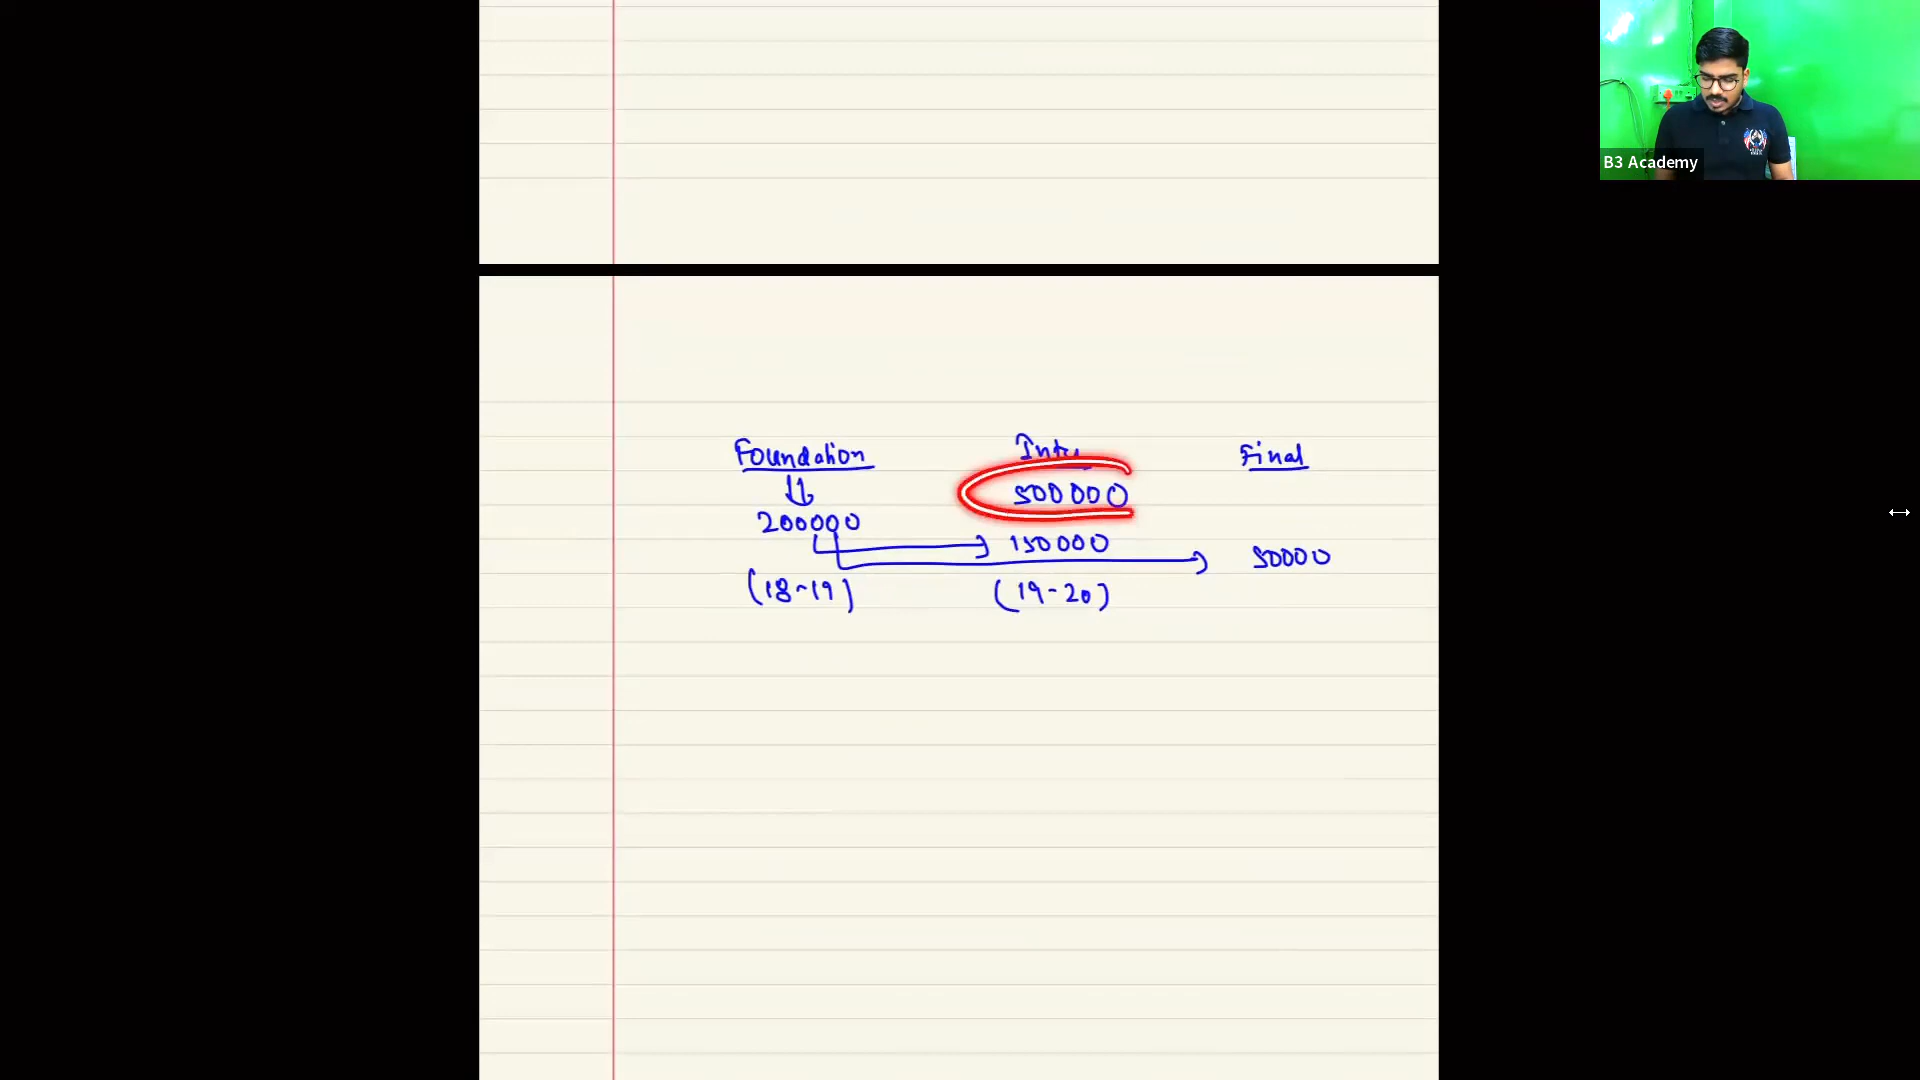 B3 Academy
Foundation Inter Final
500000
200000
150000
50000
(18-19) (19-20)